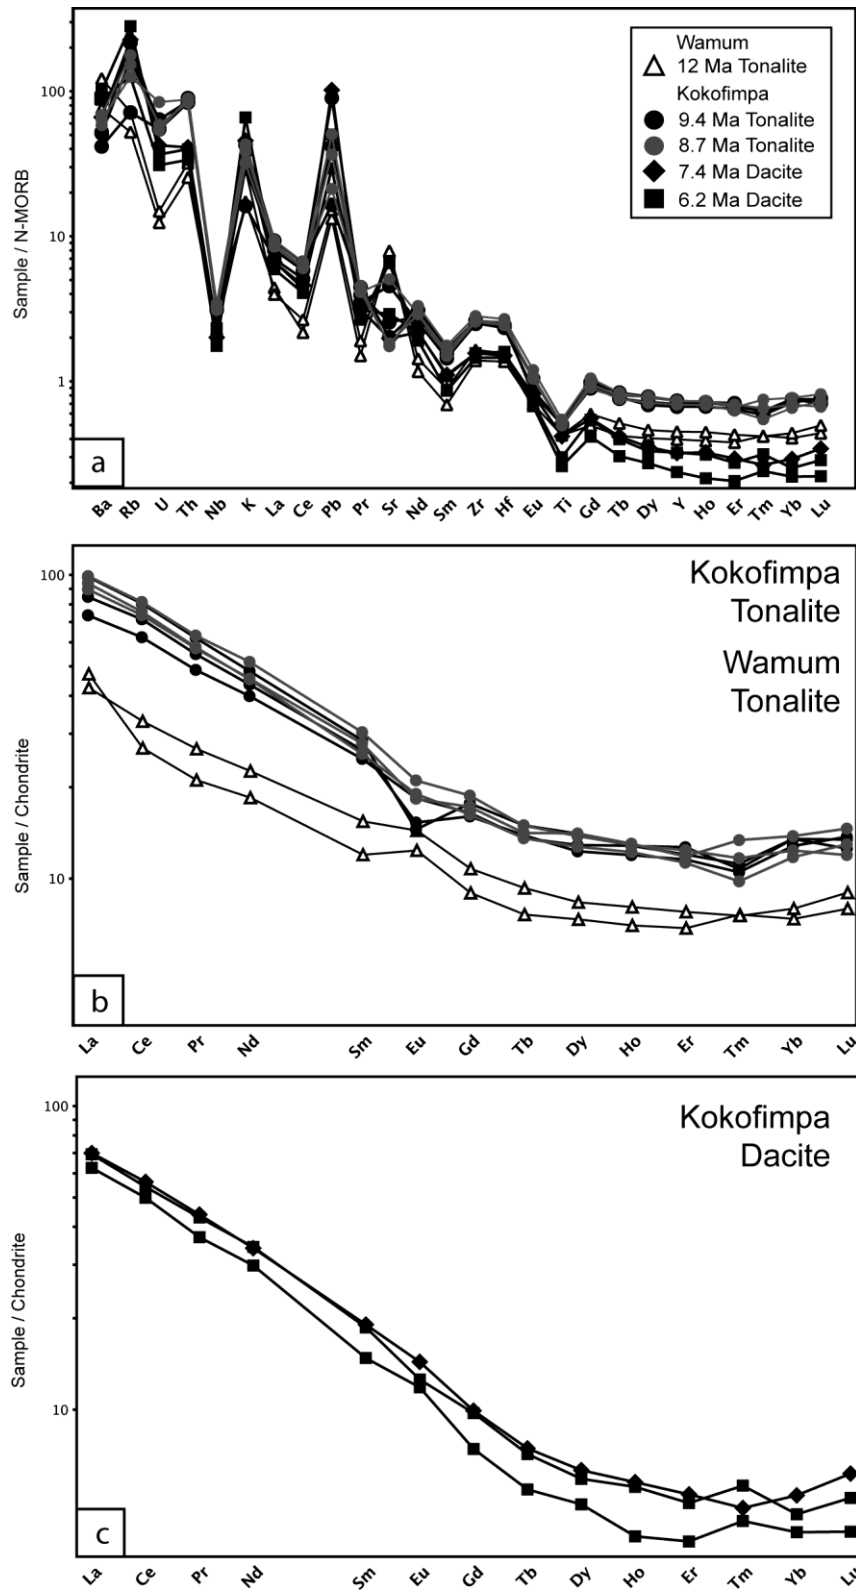 Sample / N-MORB
100
10
1
Wamum
12 Ma Tonalite
Kokofimpa
9.4 Ma Tonalite
8.7 Ma Tonalite
7.4 Ma Dacite
6.2 Ma Dacite
a
Ba Rb U Th Nb K La Ce Pb Pr Sr Nd Sm Zr Hf Eu Ti Gd Tb Dy Y Ho Er Tm Yb Lu
Sample / Chondrite
100
10
Kokofimpa
Tonalite
Wamum
Tonalite
b
La Ce Pr Nd Sm Eu Gd Tb Dy Ho Er Tm Yb Lu
Sample / Chondrite
100
10
Kokofimpa
Dacite
c
La Ce Pr Nd Sm Eu Gd Tb Dy Ho Er Tm Yb Lu